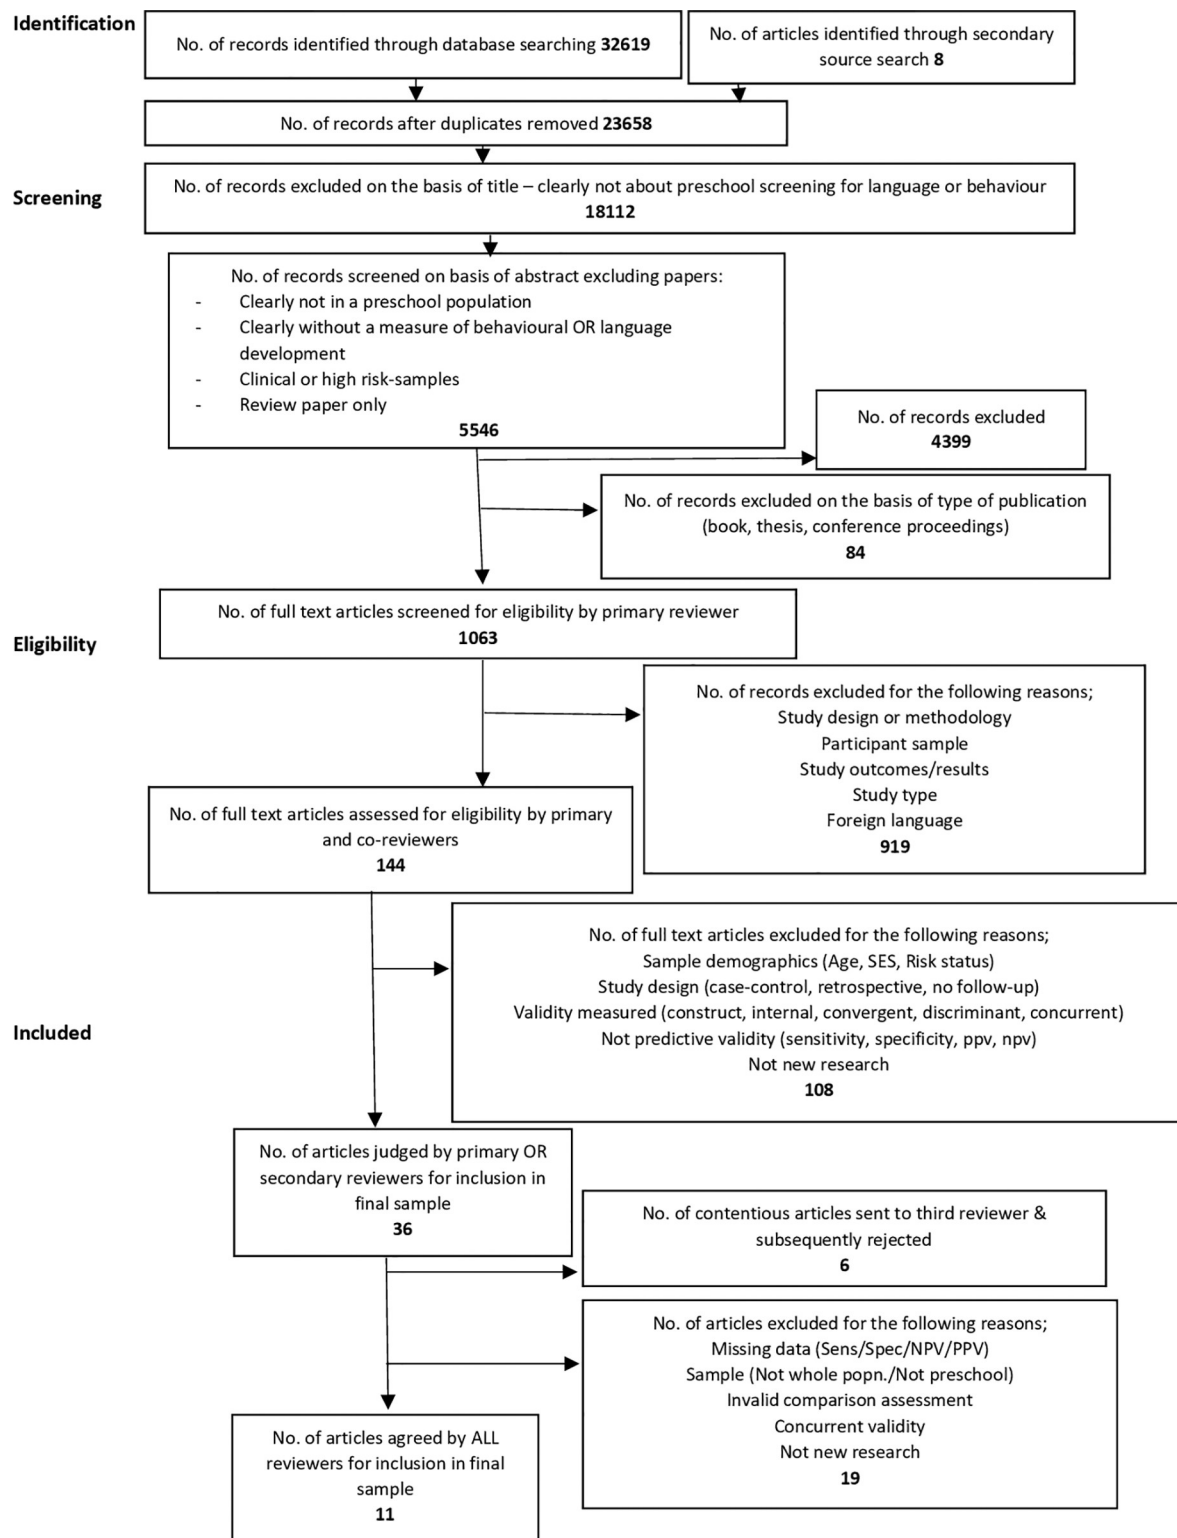 Identification
No. of records identified through database searching 32619
No. of articles identified through secondary
source search 8
No. of records after duplicates removed 23658
Screening
No. of records excluded on the basis of title – clearly not about preschool screening for language or behaviour
18112
No. of records screened on basis of abstract excluding papers:
- Clearly not in a preschool population
- Clearly without a measure of behavioural OR language
development
- Clinical or high risk-samples
- Review paper only
5546
No. of records excluded
4399
No. of records excluded on the basis of type of publication
(book, thesis, conference proceedings)
84
No. of full text articles screened for eligibility by primary reviewer
1063
Eligibility
No. of records excluded for the following reasons;
Study design or methodology
Participant sample
Study outcomes/results
Study type
Foreign language
919
No. of full text articles assessed for eligibility by primary
and co-reviewers
144
No. of full text articles excluded for the following reasons;
Sample demographics (Age, SES, Risk status)
Study design (case-control, retrospective, no follow-up)
Validity measured (construct, internal, convergent, discriminant, concurrent)
Not predictive validity (sensitivity, specificity, ppv, npv)
Not new research
108
Included
No. of articles judged by primary OR
secondary reviewers for inclusion in
final sample
36
No. of contentious articles sent to third reviewer &
subsequently rejected
6
No. of articles excluded for the following reasons;
Missing data (Sens/Spec/NPV/PPV)
Sample (Not whole popn./Not preschool)
Invalid comparison assessment
Concurrent validity
Not new research
19
No. of articles agreed by ALL
reviewers for inclusion in final
sample
11